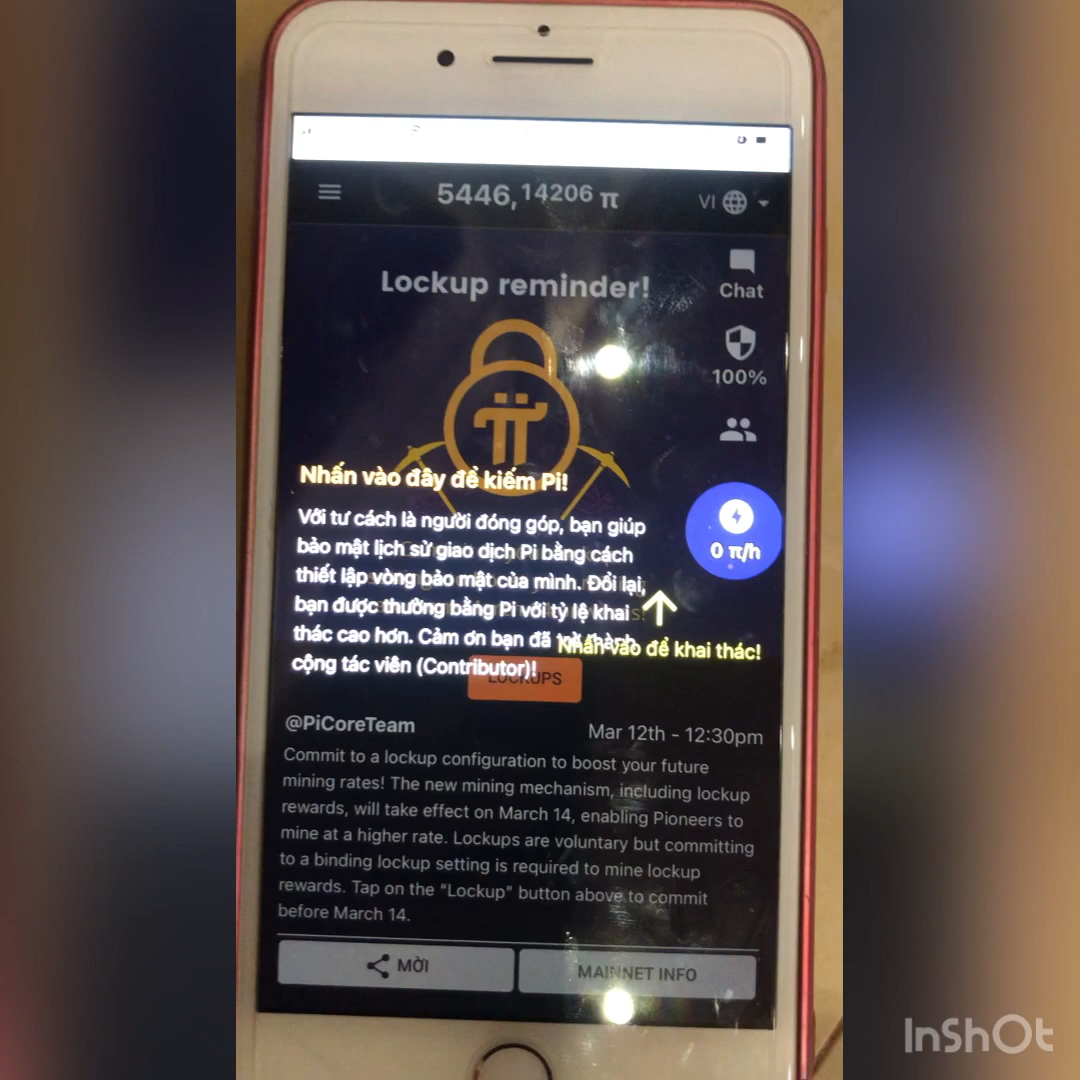 5446,14206 π
VI
Lockup reminder!
Chat
100%
Nhấn vào đây để kiếm Pi!
Với tư cách là người đóng góp, bạn giúp
bảo mật lịch sử giao dịch Pi bằng cách
thiết lập vòng bảo mật của mình. Đổi lại,
bạn được thưởng bằng Pi với tỷ lệ khai
thác cao hơn. Cảm ơn bạn đã trở thành
cộng tác viên (Contributor)!
0 π/h
Nhấn vào để khai thác!
LOCKUPS
@PiCoreTeam
Mar 12th - 12:30pm
Commit to a lockup configuration to boost your future
mining rates! The new mining mechanism, including lockup
rewards, will take effect on March 14, enabling Pioneers to
mine at a higher rate. Lockups are voluntary but committing
to a binding lockup setting is required to mine lockup
rewards. Tap on the “Lockup” button above to commit
before March 14.
MỜI
MAINNET INFO
InShOt